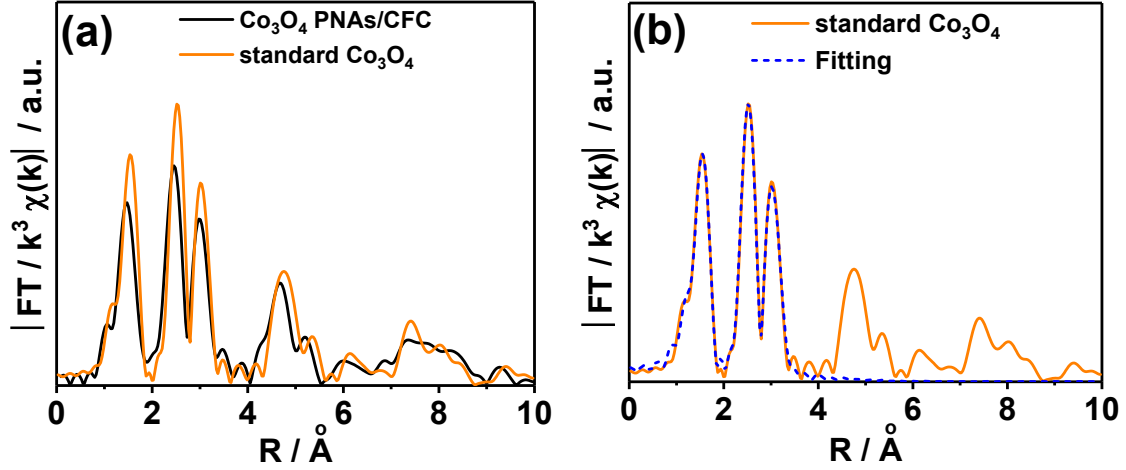 (a)
Co₃O₄ PNAs/CFC
standard Co₃O₄
| FT / k³ χ(k)| / a.u.
0 2 4 6 8 10
R / Å
(b)
standard Co₃O₄
Fitting
| FT / k³ χ(k)| / a.u.
0 2 4 6 8 10
R / Å